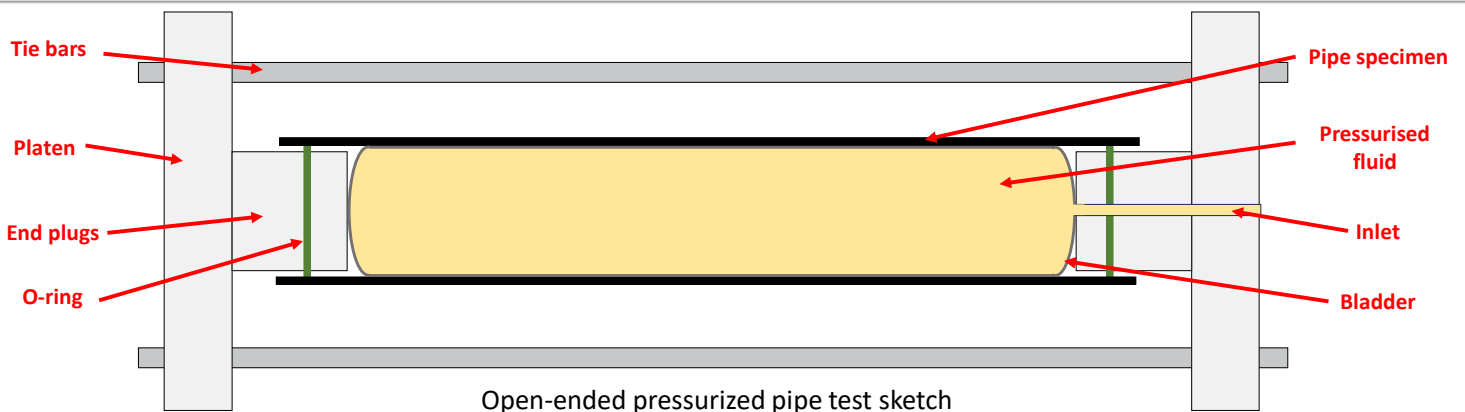 Tie bars
Pipe specimen
Platen
Pressurised
fluid
End plugs
Inlet
O-ring
Bladder
Open-ended pressurized pipe test sketch